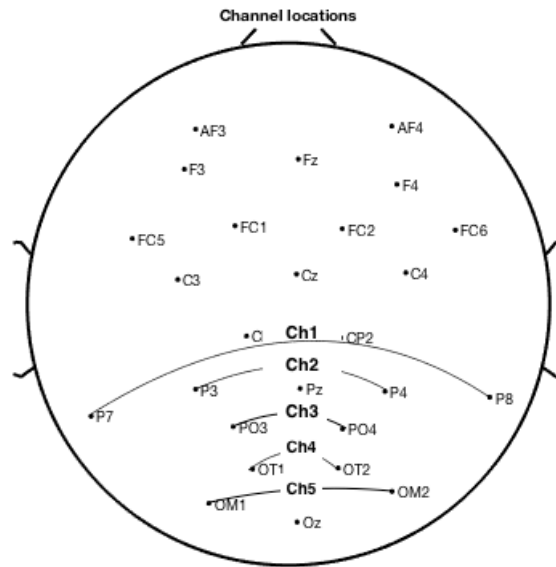 Channel locations
AF3 AF4
Fz
F3 F4
FC1 FC2 FC6
FC5
Cz C4
C3
C Ch1 CP2
Ch2
P3 Pz P4 P8
P7 Ch3
PO3 PO4
Ch4
OT1 OT2
Ch5 OM2
OM1
Oz